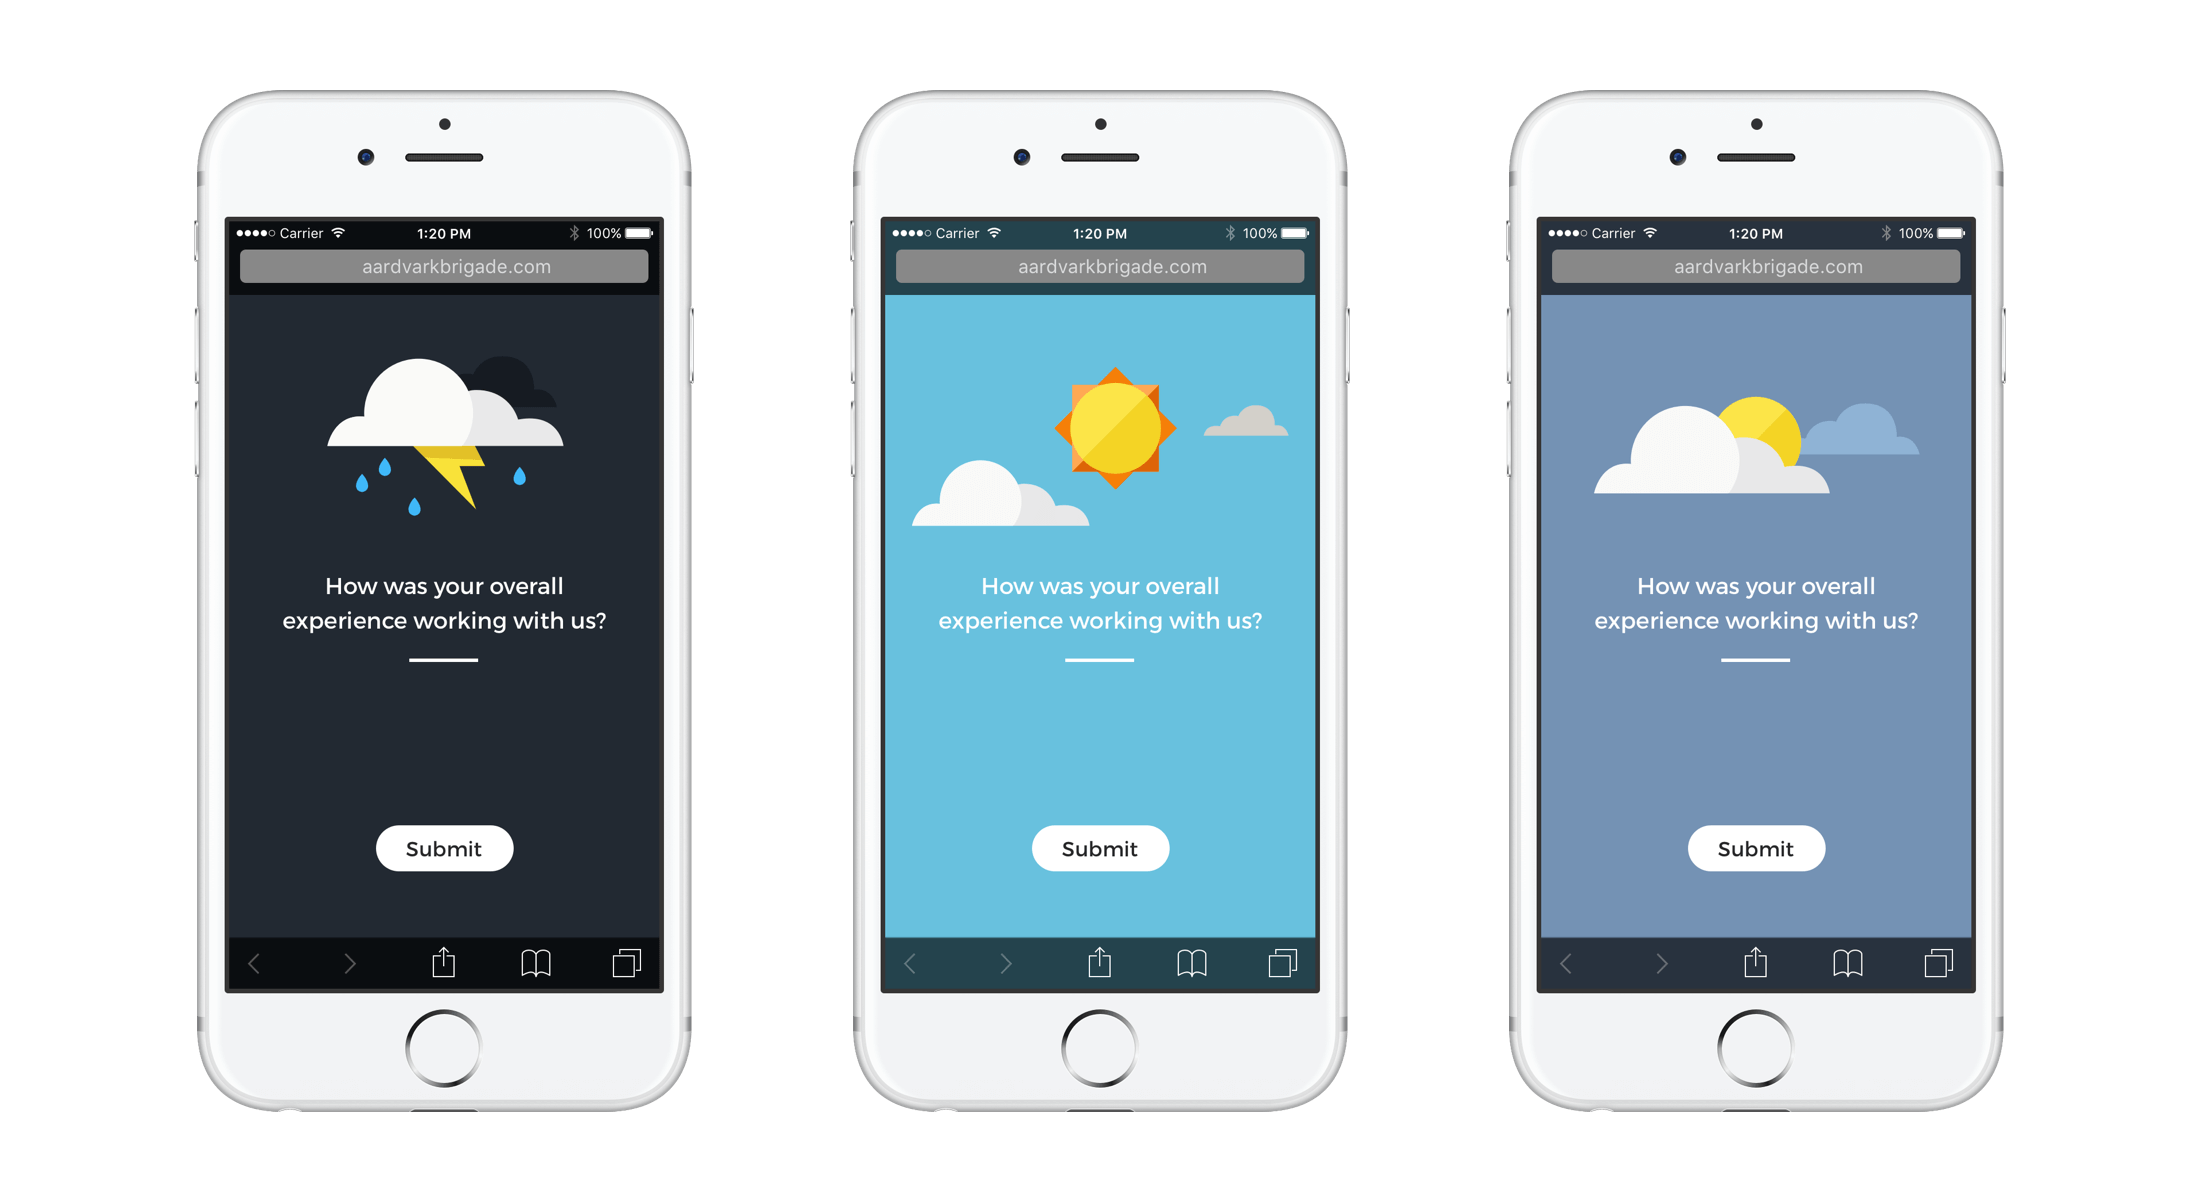 Carrier 1:20 PM 100%
aardvarkbrigade.com
How was your overall
experience working with us?
Submit
Carrier 1:20 PM 100%
aardvarkbrigade.com
How was your overall
experience working with us?
Submit
Carrier 1:20 PM 100%
aardvarkbrigade.com
How was your overall
experience working with us?
Submit